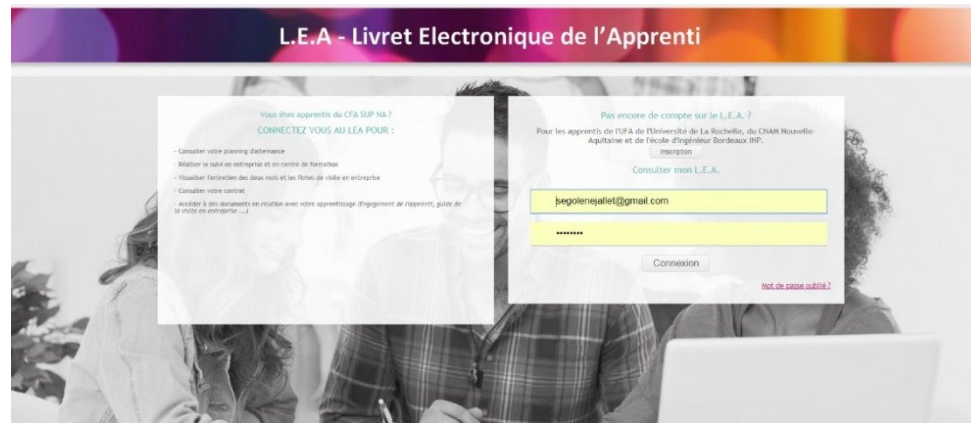 L.E.A - Livret Electronique de l'Apprenti
Vous êtes apprentis du CFA SUP NA ?
CONNECTEZ VOUS AU LEA POUR :
- Consulter votre planning d'alternance
- Réaliser le suivi en entreprise et en centre de formation
- Visualiser l'entretien des deux mois et les fiches de visite en entreprise
- Consulter votre contrat
- Accéder à des documents en relation avec votre apprentissage (Engagement de l'apprenti, guide de
la visite en entreprise ...)
Pas encore de compte sur le L.E.A. ?
Pour les apprentis de l'UFA de l'Université de La Rochelle, du CNAM Nouvelle-
Aquitaine et de l'école d'ingénieur Bordeaux INP.
Inscription
Consulter mon L.E.A.
segolenejallet@gmail.com
••••••••
Connexion
Mot de passe oublié ?